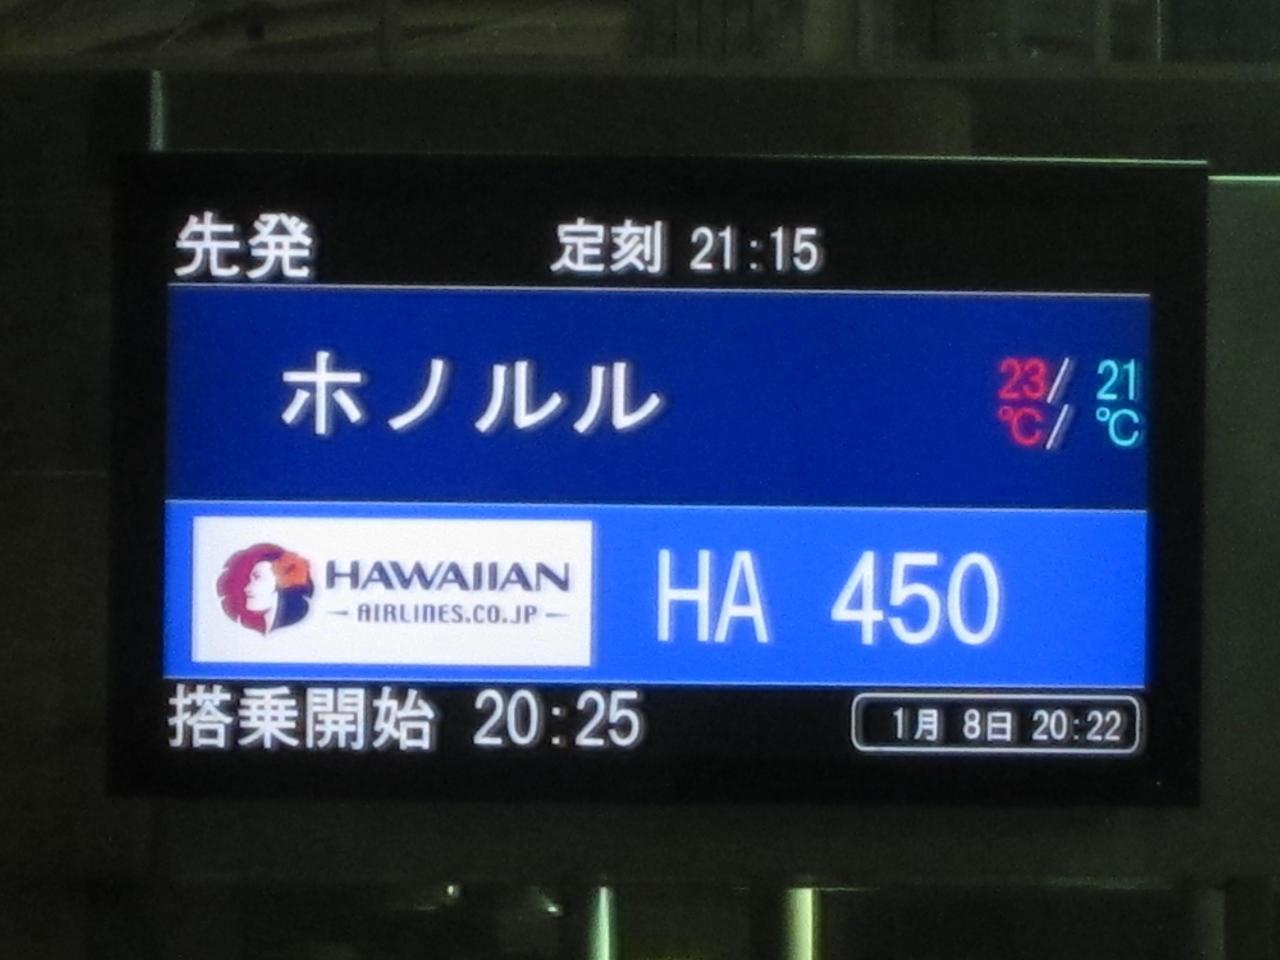 先発 定刻 21:15
ホノルル 23/ 21
℃/ ℃
HAWAIIAN
AIRLINES.CO.JP
HA 450
搭乗開始 20:25
1月 8日 20:22